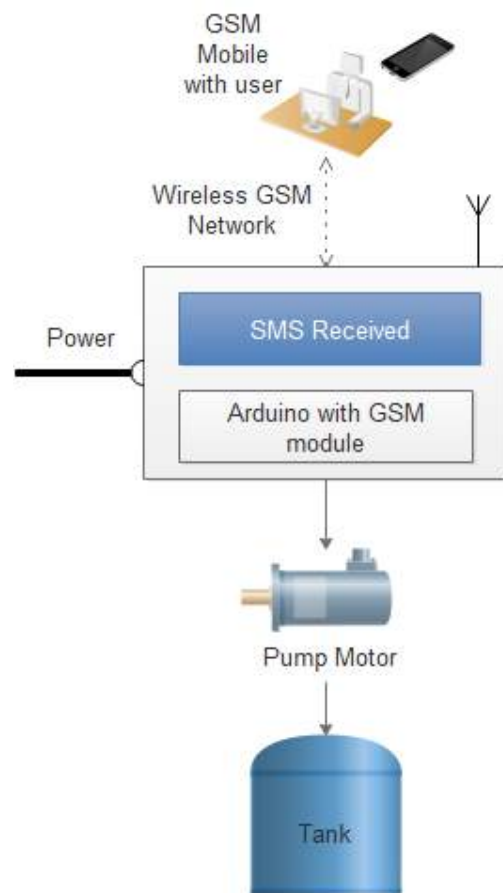 GSM
Mobile
with user
Wireless GSM
Network
Power
SMS Received
Arduino with GSM
module
Pump Motor
Tank